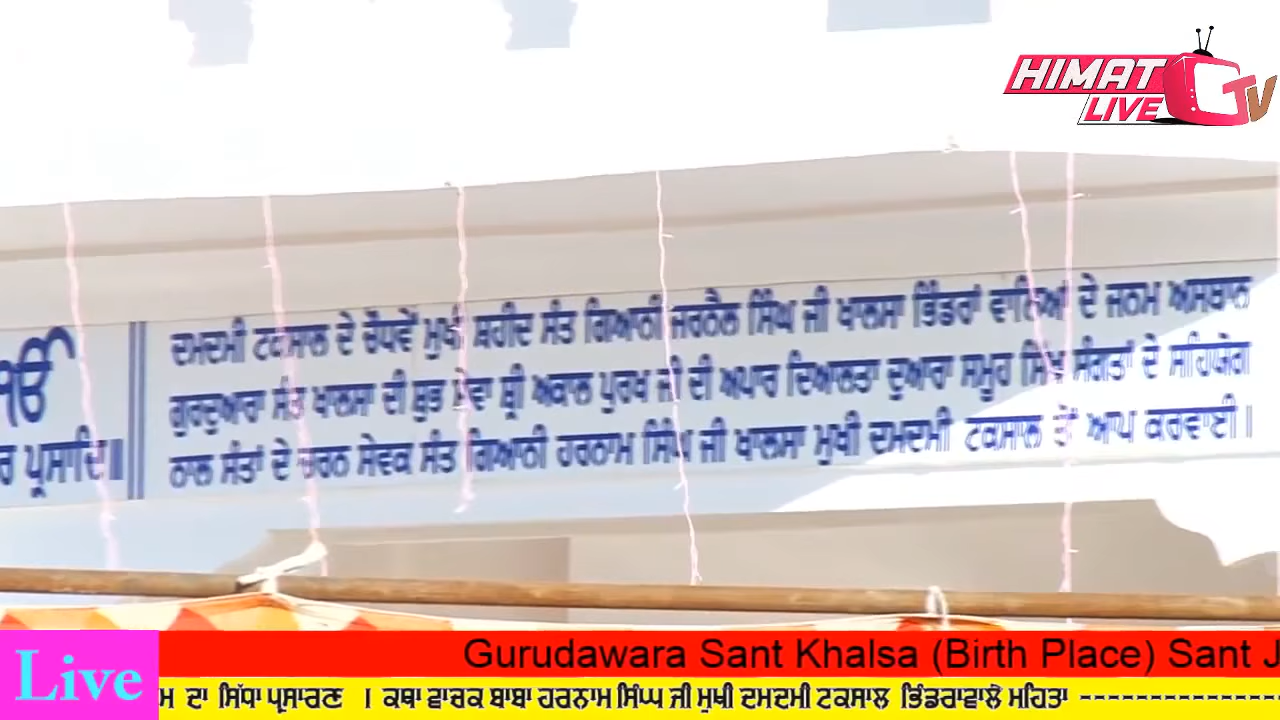 HIMAT
LIVE TV
ੴ
ਦਮਦਮੀ ਟਕਸਾਲ ਦੇ ਚੌਧਵੇਂ ਮੁਖੀ ਸ਼ਹੀਦ ਸੰਤ ਗਿਆਨੀ ਜਰਨੈਲ ਸਿੰਘ ਜੀ ਖਾਲਸਾ ਭਿੰਡਰਾਂ ਵਾਲਿਆਂ ਦੇ ਜਨਮ ਅਸਥਾਨ
ਗੁਰਦੁਆਰਾ ਸੰਤ ਖਾਲਸਾ ਦੀ ਸ਼ੁਭ ਸੇਵਾ ਸ਼੍ਰੀ ਅਕਾਲ ਪੁਰਖ ਜੀ ਦੀ ਅਪਾਰ ਦਿਆਲਤਾ ਦੁਆਰਾ ਸਮੂਹ ਸਿੱਖ ਸੰਗਤਾਂ ਦੇ ਸਹਿਯੋਗ
ਰ ਪ੍ਰਸਾਦਿ॥
ਨਾਲ ਸੰਤਾਂ ਦੇ ਚਰਨ ਸੇਵਕ ਸੰਤ ਗਿਆਨੀ ਹਰਨਾਮ ਸਿੰਘ ਜੀ ਖਾਲਸਾ ਮੁਖੀ ਦਮਦਮੀ ਟਕਸਾਲ ਤੋਂ ਆਪ ਕਰਵਾਣੀ।
Gurudawara Sant Khalsa (Birth Place) Sant J
Live
ਮ ਦਾ ਸਿੱਧਾ ਪ੍ਰਸਾਰਣ । ਕਥਾ ਵਾਚਕ ਬਾਬਾ ਹਰਨਾਮ ਸਿੰਘ ਜੀ ਮੁਖੀ ਦਮਦਮੀ ਟਕਸਾਲ ਭਿੰਡਰਾਵਾਲੇ ਮਹਿਤਾ ---------------